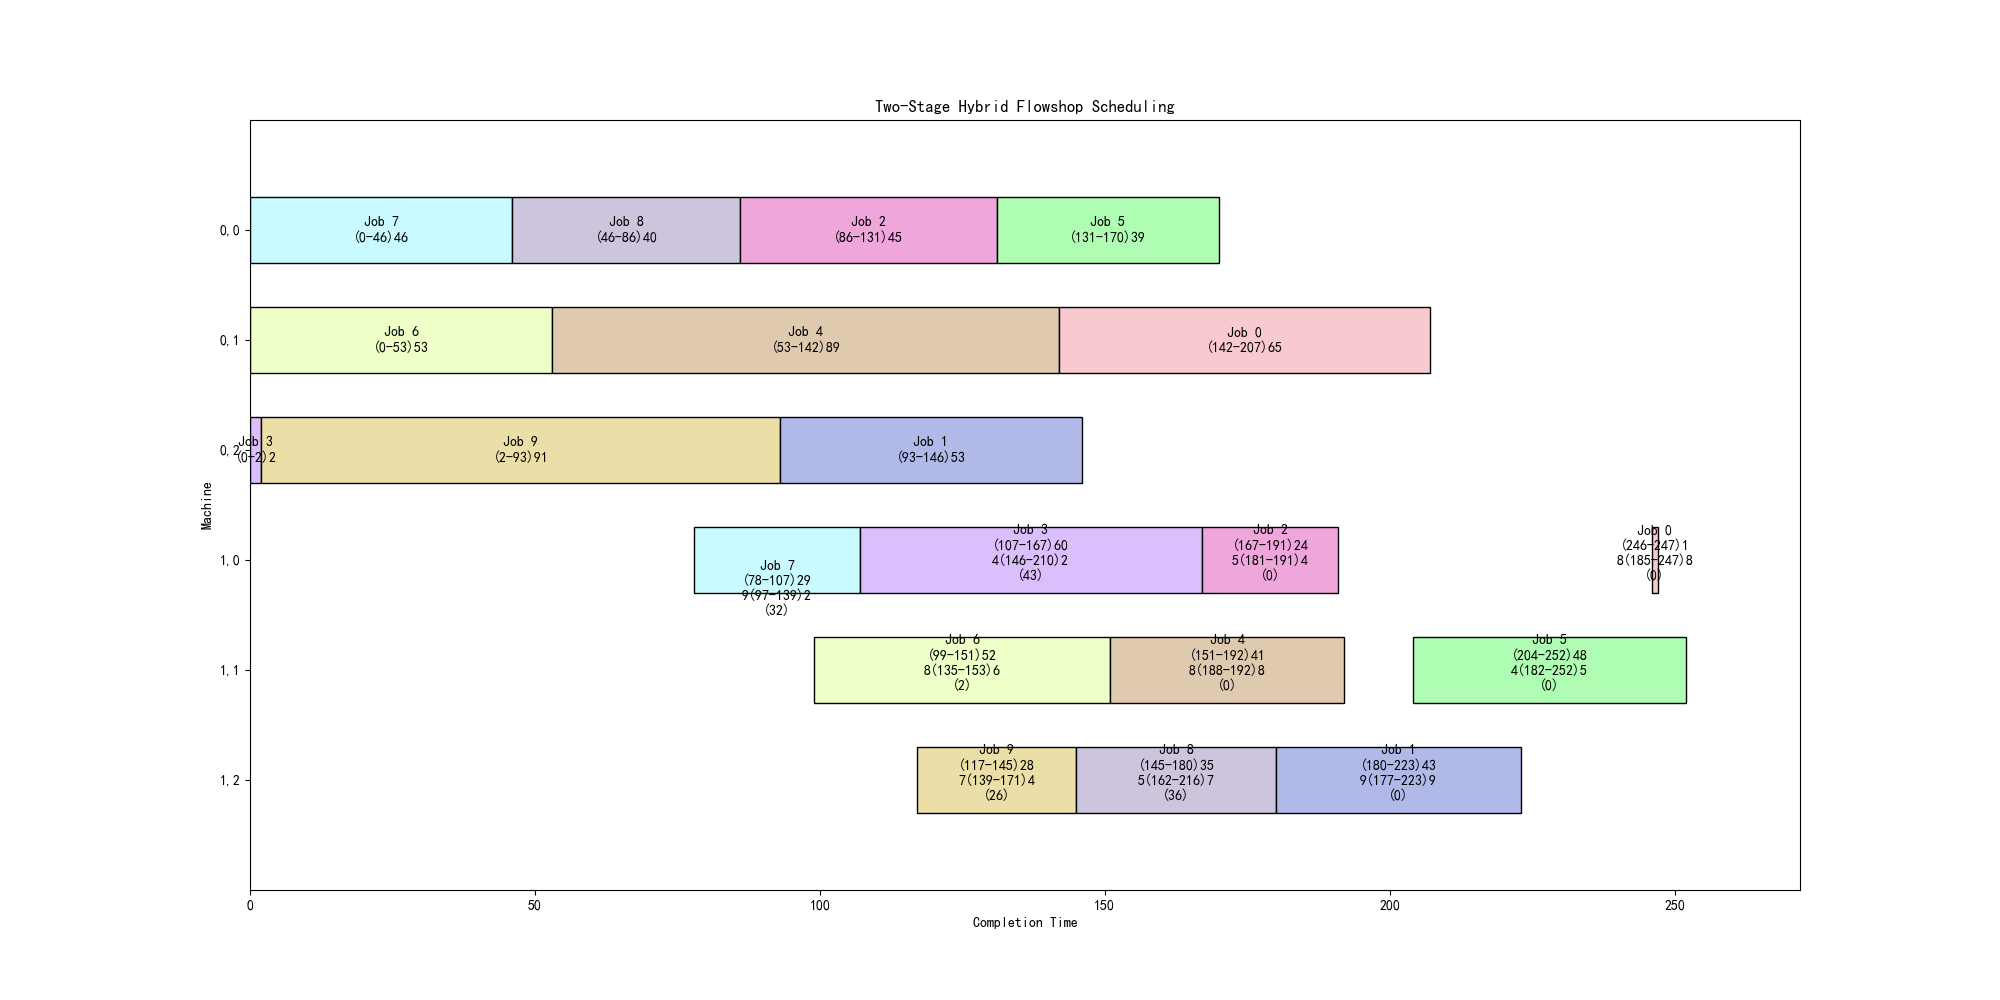 Two-Stage Hybrid Flowshop Scheduling
Machine
0,0
Job 7
(0-46)46
Job 8
(46-86)40
Job 2
(86-131)45
Job 5
(131-170)39
0,1
Job 6
(0-53)53
Job 4
(53-142)89
Job 0
(142-207)65
0,2
Job 3
(0-2)2
Job 9
(2-93)91
Job 1
(93-146)53
1,0
Job 7
(78-107)29
9(97-139)2
(32)
Job 3
(107-167)60
4(146-210)2
(43)
Job 2
(167-191)24
5(181-191)4
(0)
Job 0
(246-247)1
8(185-247)8
(0)
1,1
Job 6
(99-151)52
8(135-153)6
(2)
Job 4
(151-192)41
8(188-192)8
(0)
Job 5
(204-252)48
4(182-252)5
(0)
1,2
Job 9
(117-145)28
7(139-171)4
(26)
Job 8
(145-180)35
5(162-216)7
(36)
Job 1
(180-223)43
9(177-223)9
(0)
0
50
100
150
200
250
Completion Time